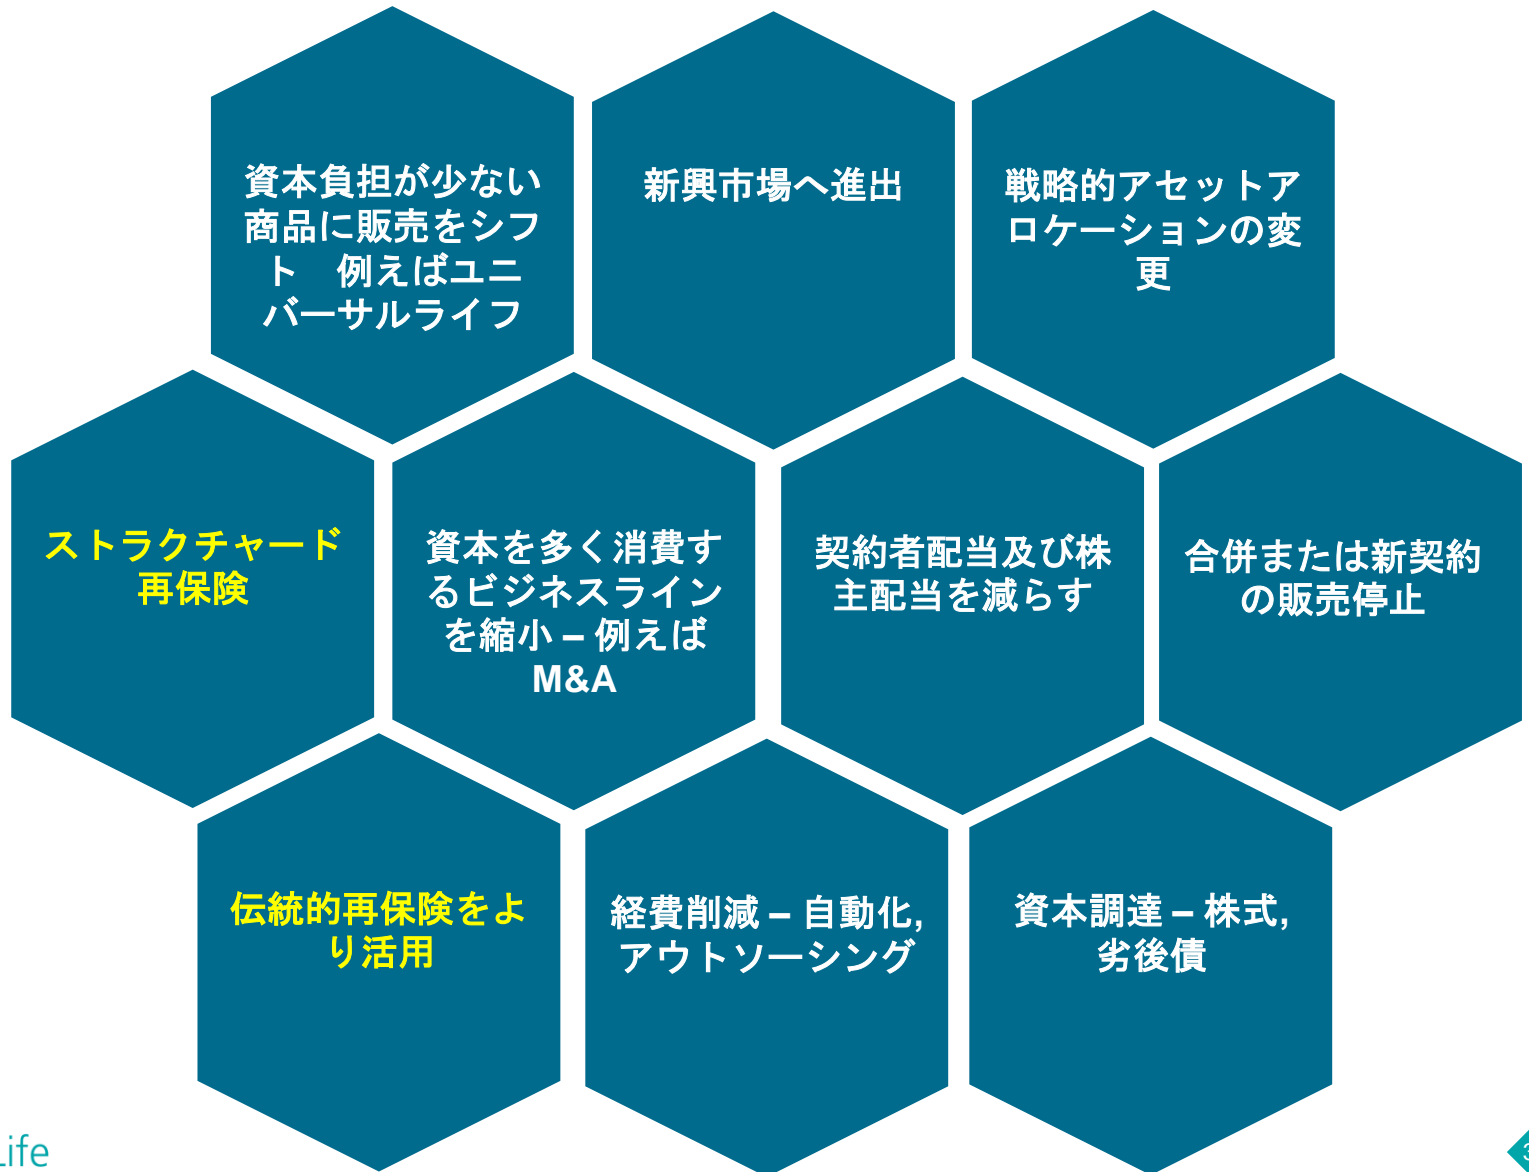 資本負担が少ない
商品に販売をシフ
ト　例えばユニ
バーサルライフ
新興市場へ進出
戦略的アセットア
ロケーションの変
更
ストラクチャード
再保険
資本を多く消費す
るビジネスライン
を縮小 – 例えば
M&A
契約者配当及び株
主配当を減らす
合併または新契約
の販売停止
伝統的再保険をよ
り活用
経費削減 – 自動化,
アウトソーシング
資本調達 – 株式,
劣後債
Life